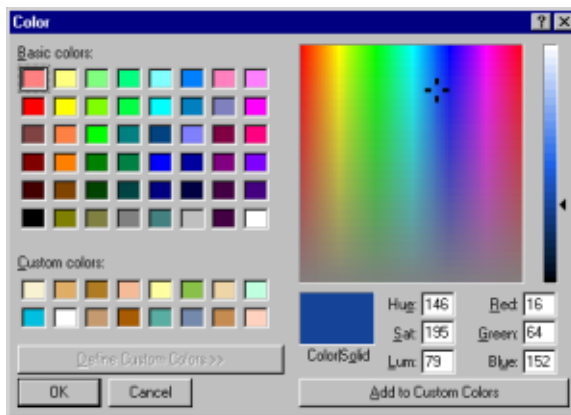 Color
Basic colors:
Custom colors:
Define Custom Colors >>
OK Cancel
Color|Solid
Hue: 146 Red: 16
Sat: 195 Green: 64
Lum: 79 Blue: 152
Add to Custom Colors